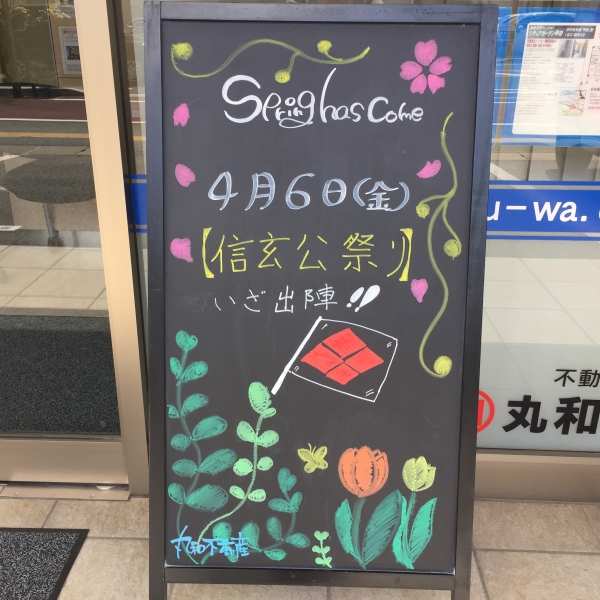 Spring has come
4月6日(金)
【信玄公祭り】
いざ出陣!!
丸和不動産
u-wa.
不動
丸和